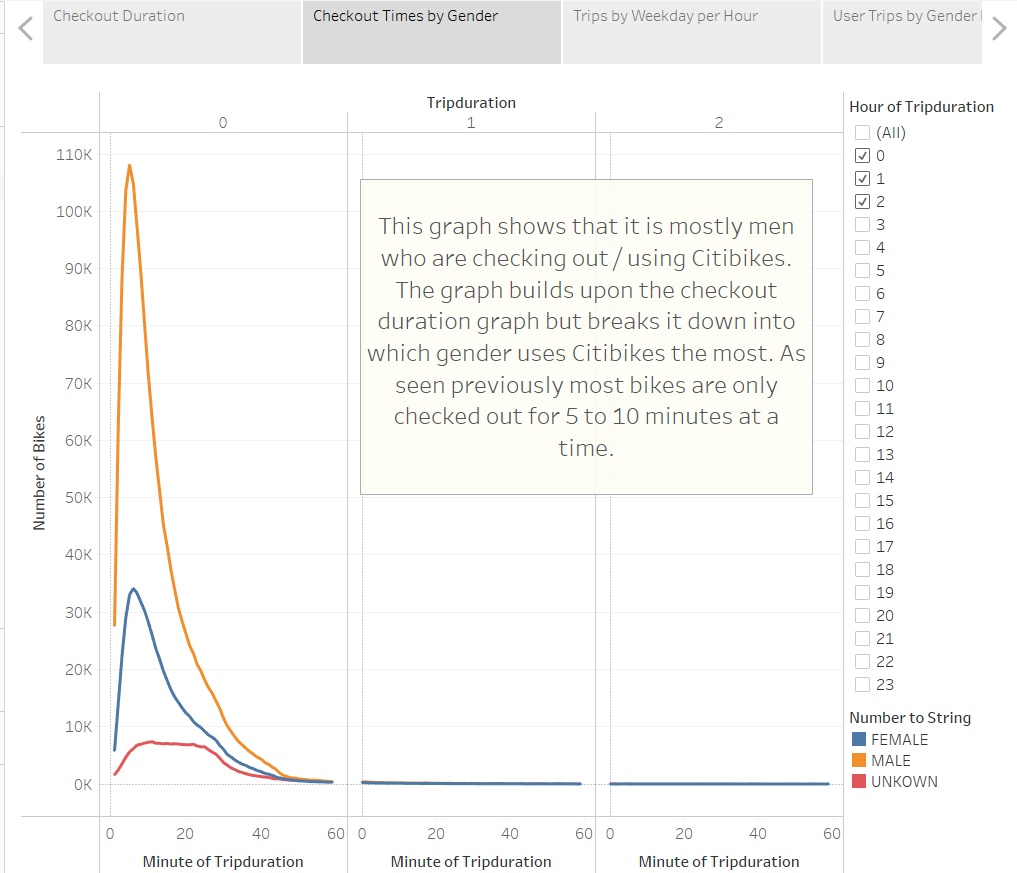 Checkout Duration
Checkout Times by Gender
Trips by Weekday per Hour
User Trips by Gender
Tripduration
0
1
2
Number of Bikes
110K
100K
90K
80K
70K
60K
50K
40K
30K
20K
10K
0K
This graph shows that it is mostly men
who are checking out / using Citibikes.
The graph builds upon the checkout
duration graph but breaks it down into
which gender uses Citibikes the most. As
seen previously most bikes are only
checked out for 5 to 10 minutes at a
time.
0 20 40 60
0 20 40 60
0 20 40 60
Minute of Tripduration
Minute of Tripduration
Minute of Tripduration
Hour of Tripduration
(All)
0
1
2
3
4
5
6
7
8
9
10
11
12
13
14
15
16
17
18
19
20
21
22
23
Number to String
FEMALE
MALE
UNKOWN